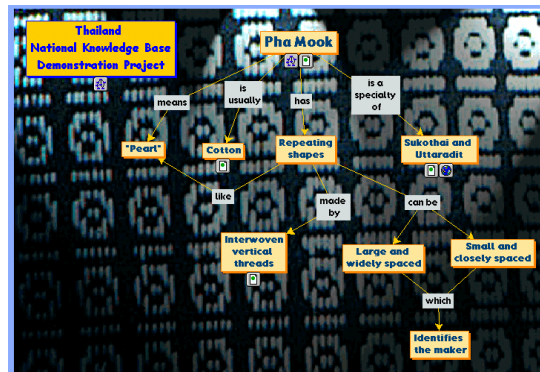 Thailand
National Knowledge Base
Demonstration Project
Pha Mook
means
is
usually
has
is a
specialty
of
"Pearl"
Cotton
Repeating
shapes
Sukothai and
Uttaradit
like
made
by
can be
Interwoven
vertical
threads
Large and
widely spaced
Small and
closely spaced
which
Identifies
the maker